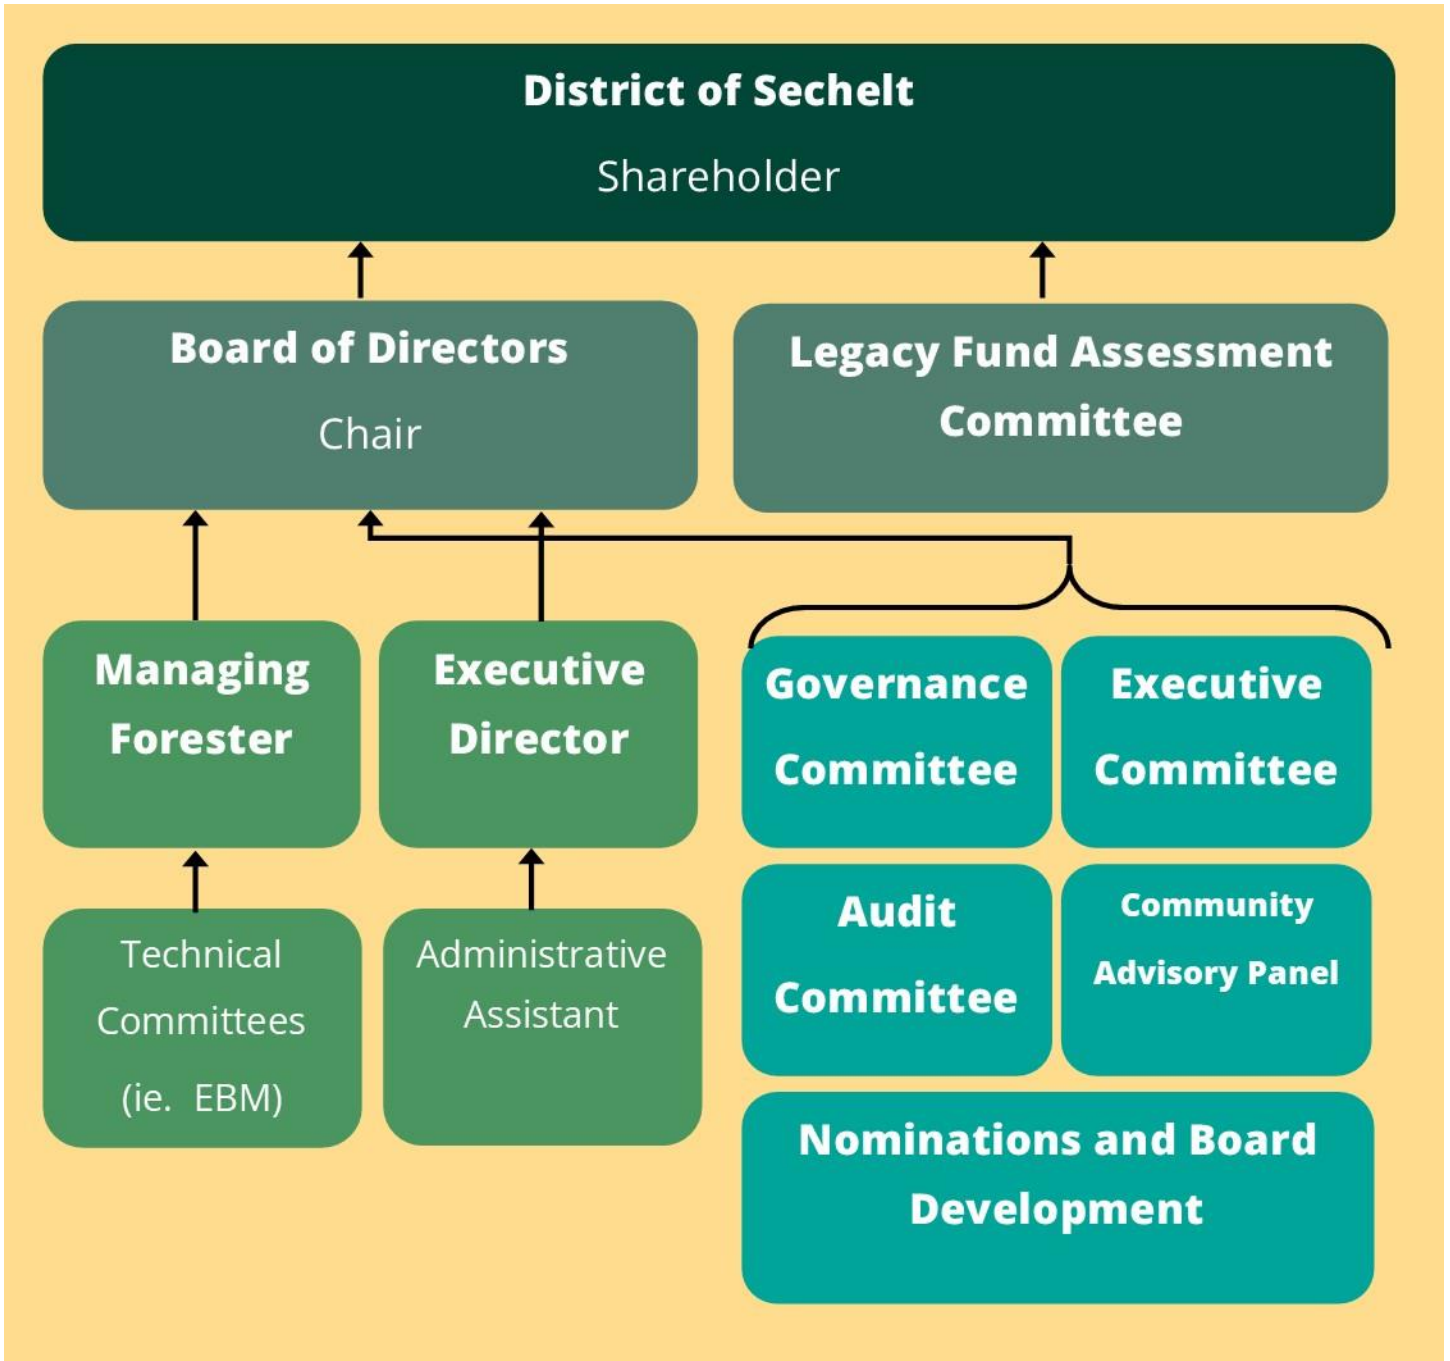 District of Sechelt
Shareholder
Board of Directors
Chair
Legacy Fund Assessment
Committee
Managing
Forester
Executive
Director
Governance
Committee
Executive
Committee
Technical
Committees
(ie. EBM)
Administrative
Assistant
Audit
Committee
Community
Advisory Panel
Nominations and Board
Development